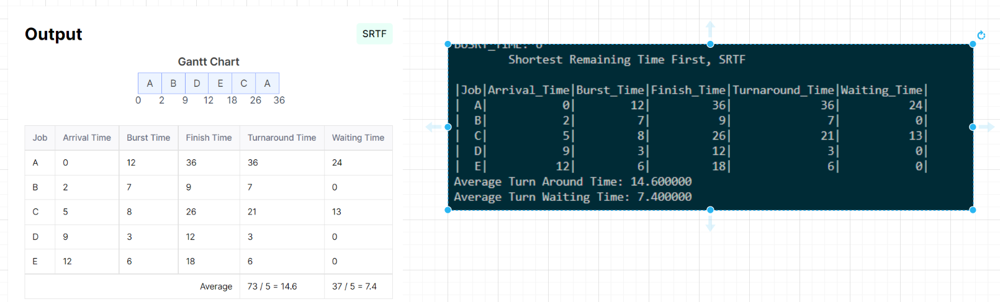 Output
SRTF
Gantt Chart
A B D E C A
0 2 9 12 18 26 36
Job Arrival Time Burst Time Finish Time Turnaround Time Waiting Time
A 0 12 36 36 24
B 2 7 9 7 0
C 5 8 26 21 13
D 9 3 12 3 0
E 12 6 18 6 0
Average 73 / 5 = 14.6 37 / 5 = 7.4
Shortest Remaining Time First, SRTF
|Job|Arrival_Time|Burst_Time|Finish_Time|Turnaround_Time|Waiting_Time|
| A| 0| 12| 36| 36| 24|
| B| 2| 7| 9| 7| 0|
| C| 5| 8| 26| 21| 13|
| D| 9| 3| 12| 3| 0|
| E| 12| 6| 18| 6| 0|
Average Turn Around Time: 14.600000
Average Turn Waiting Time: 7.400000